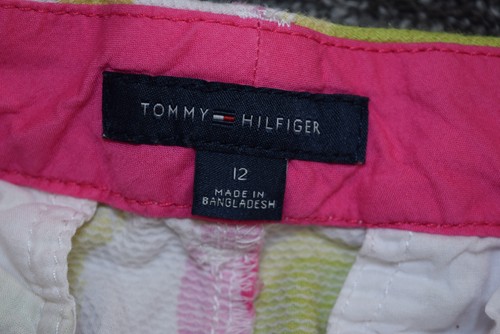 TOMMY HILFIGER
12
MADE IN
BANGLADESH